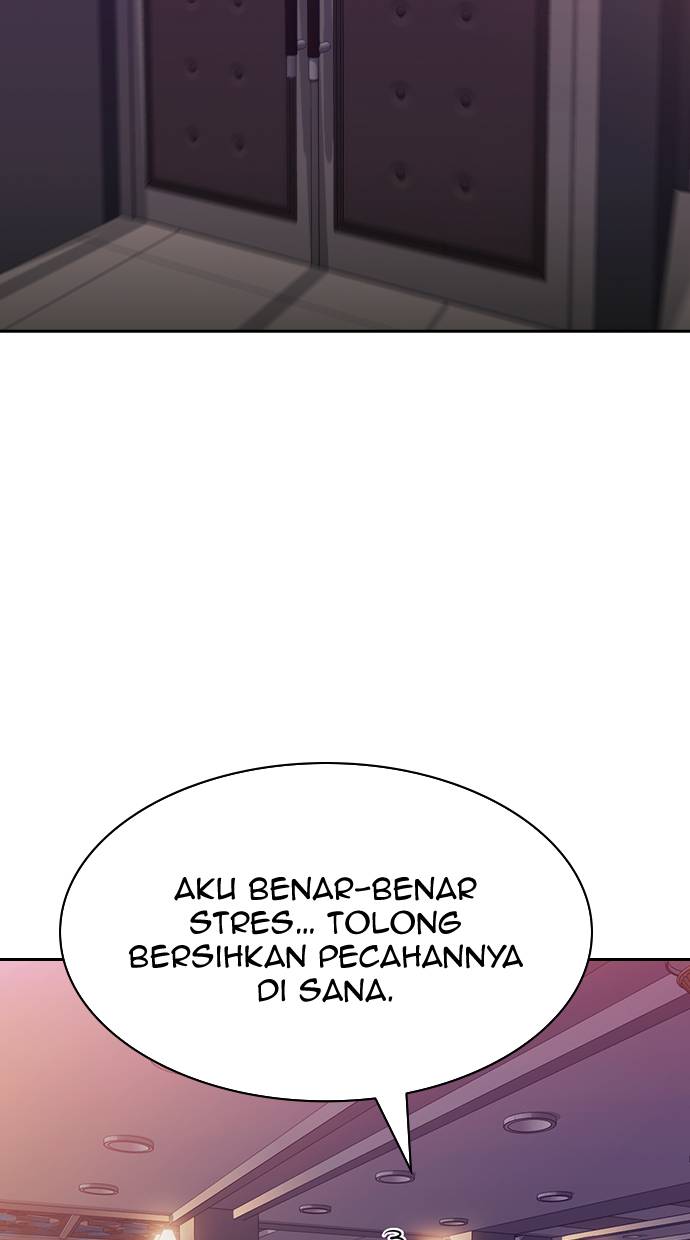 AKU BENAR-BENAR
STRES... TOLONG
BERSIHKAN PECAHANNYA
DI SANA.